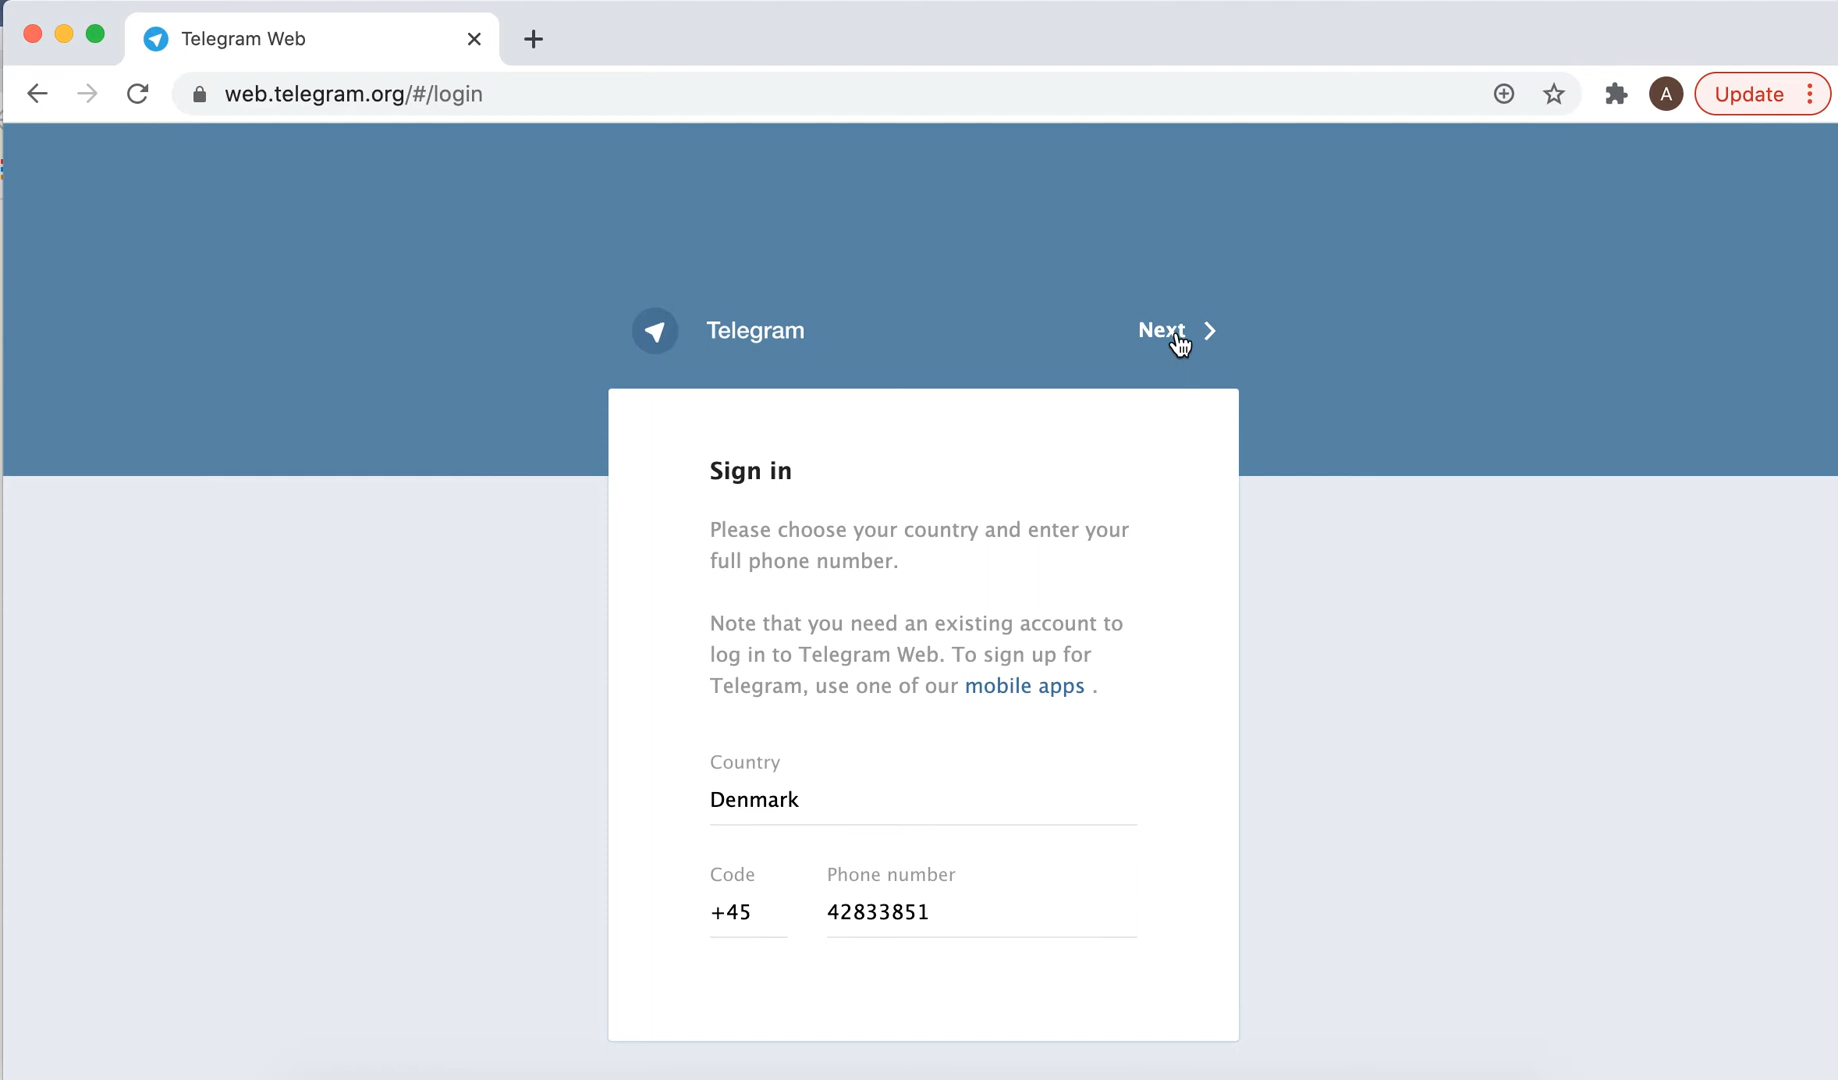 Telegram Web
web.telegram.org/#/login
A
Update
Telegram
Next
Sign in
Please choose your country and enter your
full phone number.
Note that you need an existing account to
log in to Telegram Web. To sign up for
Telegram, use one of our mobile apps .
Country
Denmark
Code Phone number
+45 42833851